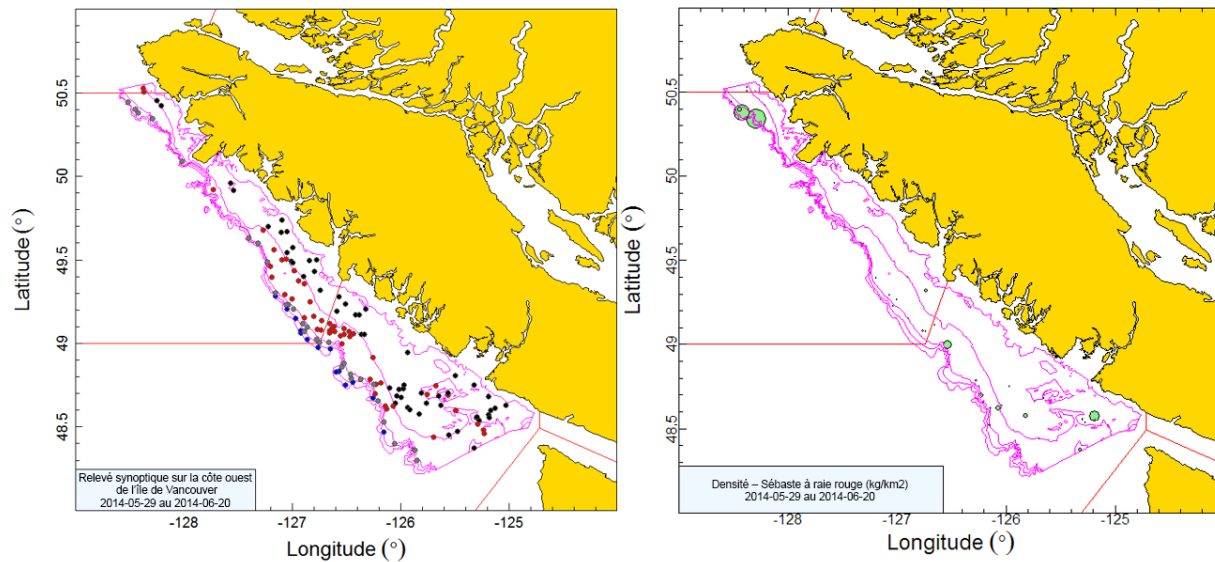 50.5
50
49.5
49
48.5
Latitude (°)
Relevé synoptique sur la côte ouest
de l'île de Vancouver
2014-05-29 au 2014-06-20
-128
-127
-126
-125
Longitude (°)
50.5
50
49.5
49
48.5
Latitude (°)
Densité – Sébaste à raie rouge (kg/km2)
2014-05-29 au 2014-06-20
-128
-127
-126
-125
Longitude (°)